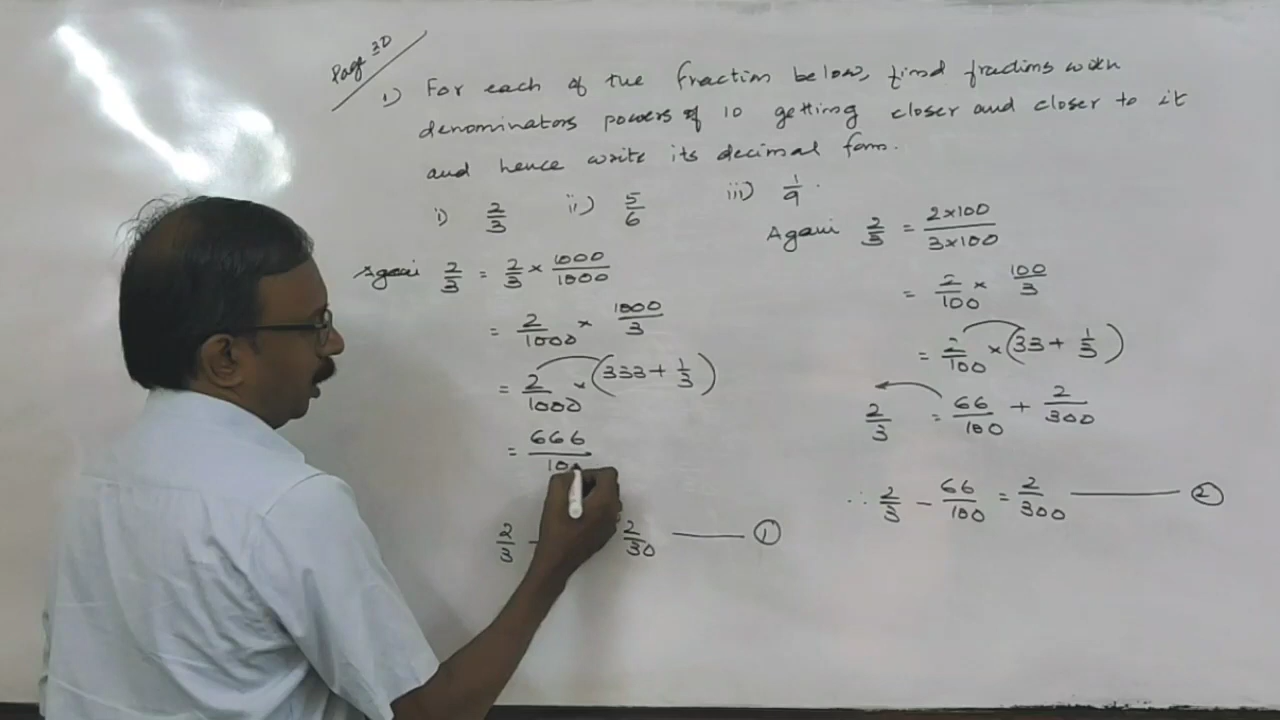 Page 30
1) For each of the fraction below, find fractions with
denominators powers of 10 getting closer and closer to it
and hence write its decimal form.
i) 2/3 ii) 5/6 iii) 1/9.
Again 2/3 = 2/3 × 1000/1000
= 2/1000 × 1000/3
= 2/1000 × (333 + 1/3)
= 666/10
2/3 - 2/30 ——— ①
Again 2/3 = 2×100/3×100
= 2/100 × 100/3
= 2/100 × (33 + 1/3)
2/3 = 66/100 + 2/300
∴ 2/3 - 66/100 = 2/300 ——— ②